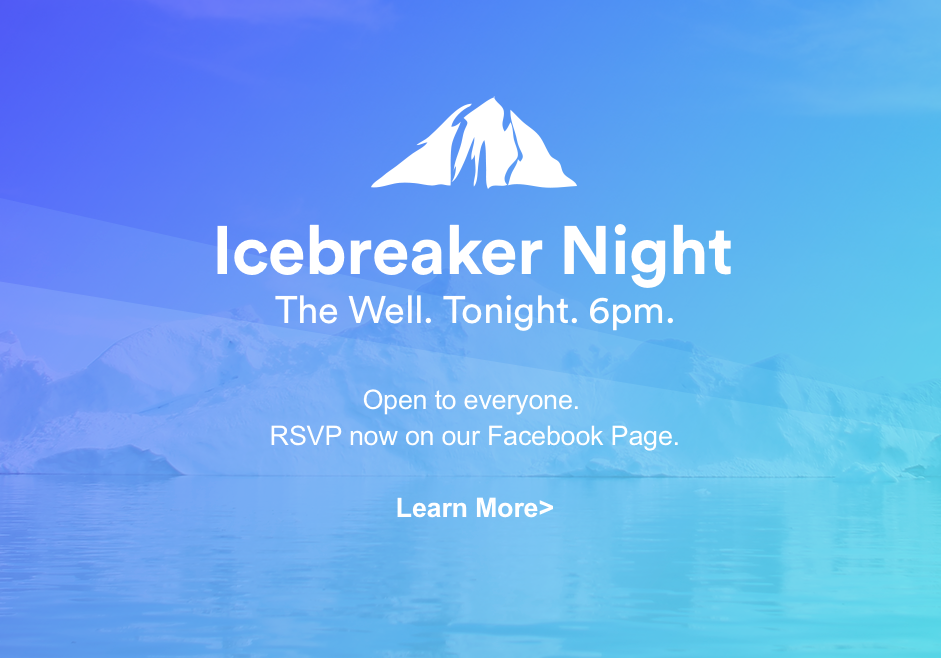 Icebreaker Night
The Well. Tonight. 6pm.
Open to everyone.
RSVP now on our Facebook Page.
Learn More>